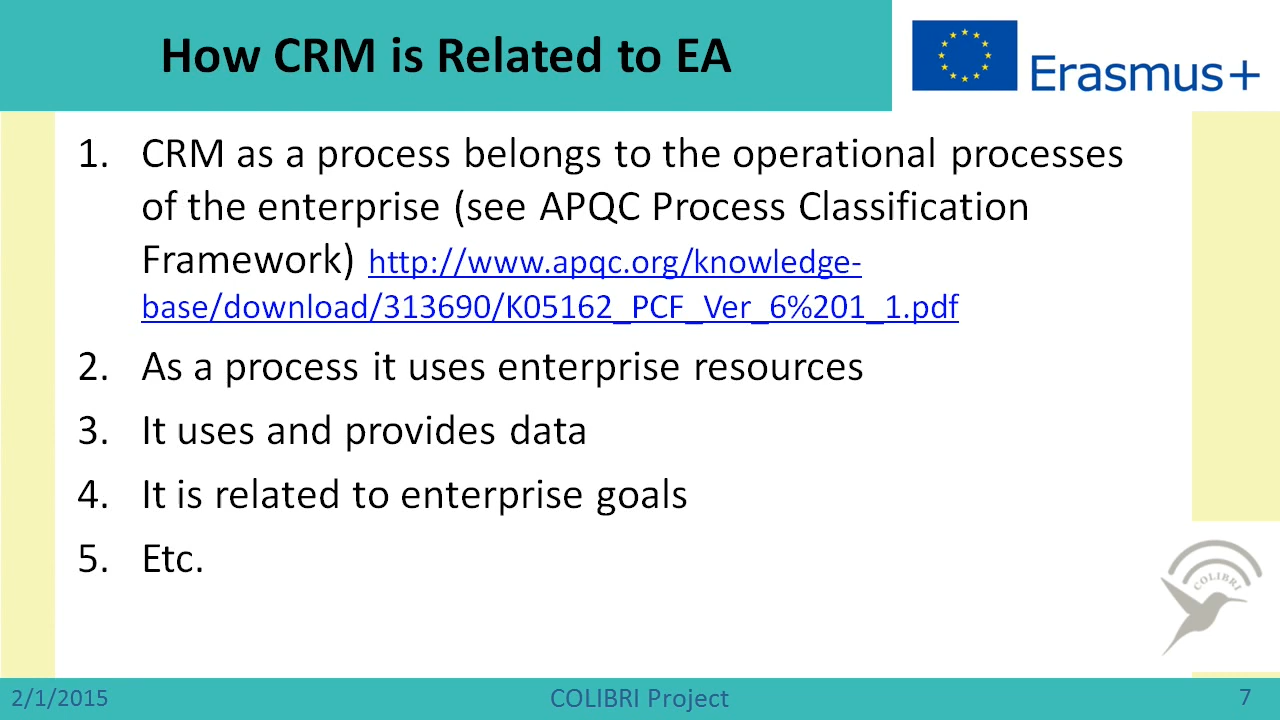 How CRM is Related to EA
Erasmus+
1. CRM as a process belongs to the operational processes
of the enterprise (see APQC Process Classification
Framework) http://www.apqc.org/knowledge-
base/download/313690/K05162_PCF_Ver_6%201_1.pdf
2. As a process it uses enterprise resources
3. It uses and provides data
4. It is related to enterprise goals
5. Etc.
COLIBRI
2/1/2015
COLIBRI Project
7